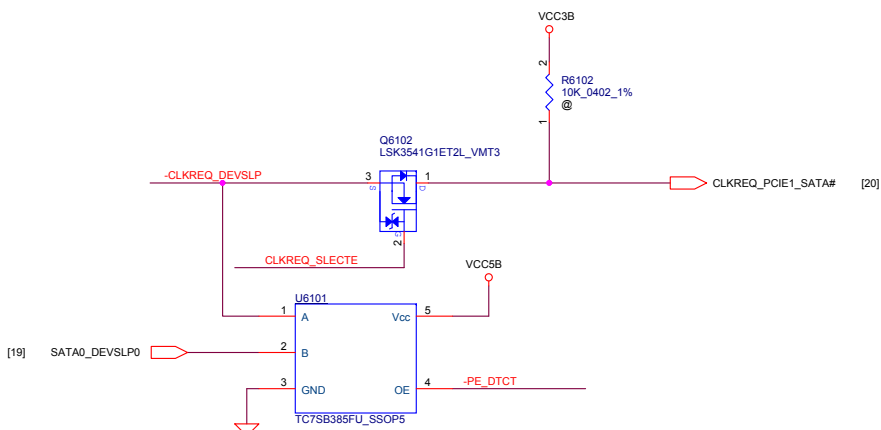 VCC3B
2
R6102
10K_0402_1%
@
1
Q6102
LSK3541G1ET2L_VMT3
-CLKREQ_DEVSLP
3
1
S
D
CLKREQ_PCIE1_SATA#
[20]
G
2
CLKREQ_SLECTE
VCC5B
U6101
1
A
Vcc
5
[19]
SATA0_DEVSLP0
2
B
3
GND
OE
4
-PE_DTCT
TC7SB385FU_SSOP5